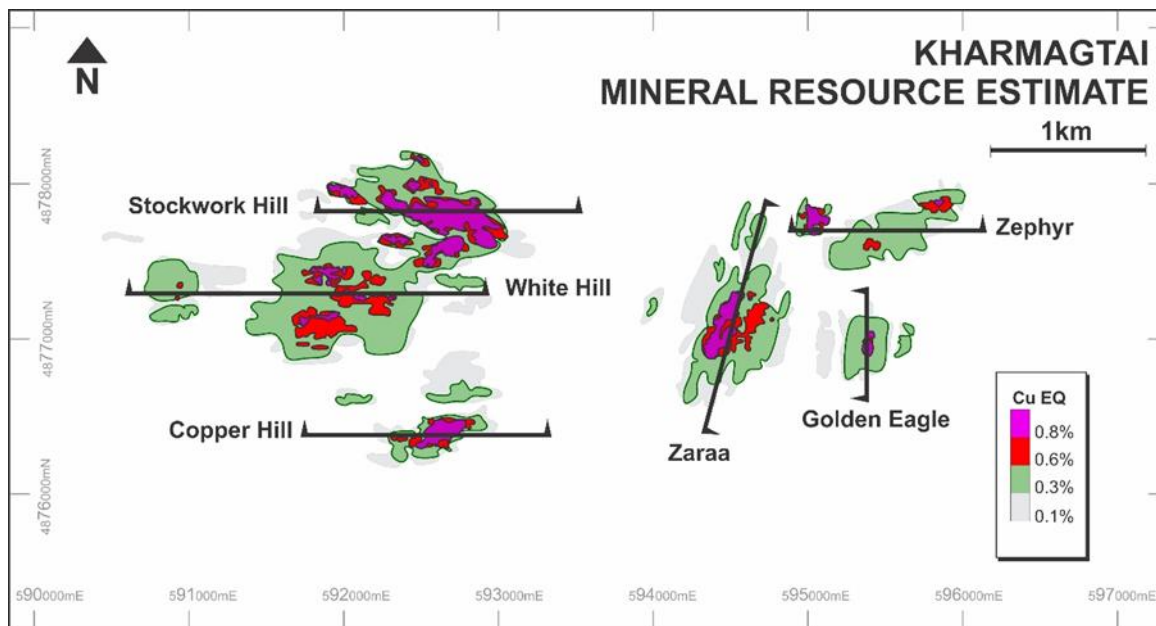 KHARMAGTAI
MINERAL RESOURCE ESTIMATE
N
1km
4878000mN
Stockwork Hill
Zephyr
White Hill
4877000mN
Golden Eagle
Copper Hill
Zaraa
Cu EQ
0.8%
0.6%
0.3%
0.1%
4876000mN
590000mE 591000mE 592000mE 593000mE 594000mE 595000mE 596000mE 597000mE